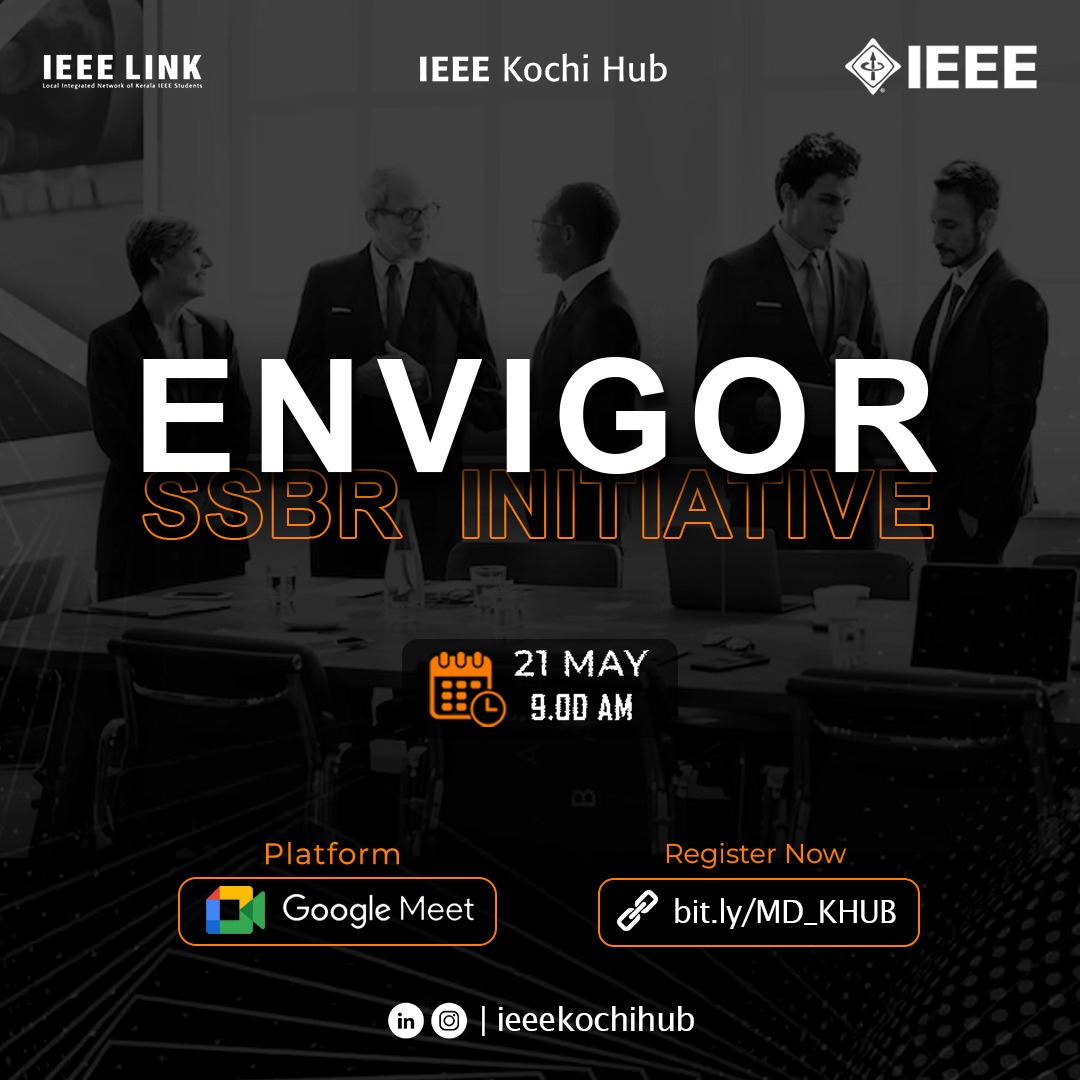 IEEE LINK
Local Integrated Network of Kerala IEEE Students
IEEE Kochi Hub
IEEE
ENVIGOR
SSBR INITIATIVE
21 MAY
9.00 AM
Platform
Google Meet
Register Now
bit.ly/MD_KHUB
in | ieeekochihub